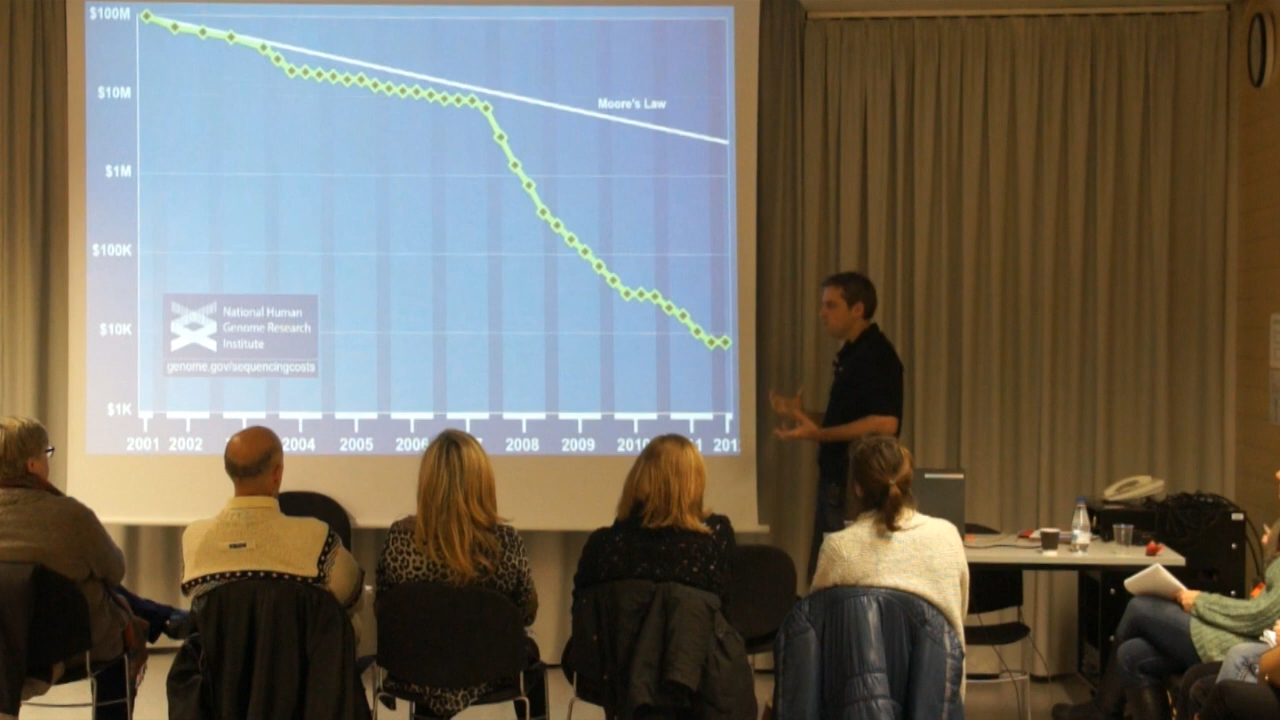 $100M
$10M
$1M
$100K
$10K
$1K
Moore's Law
National Human
Genome Research
Institute
genome.gov/sequencingcosts
2001 2002 2004 2005 2008 2009